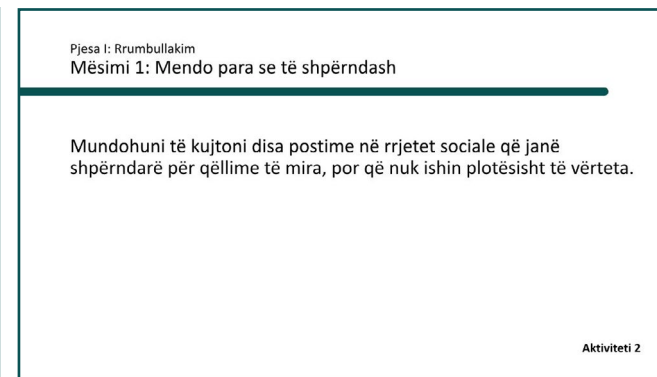 Pjesa I: Rrumbullakim
Mësimi 1: Mendo para se të shpërndash
Mundohuni të kujtoni disa postime në rrjetet sociale që janë
shpërndarë për qëllime të mira, por që nuk ishin plotësisht të vërteta.
Aktiviteti 2